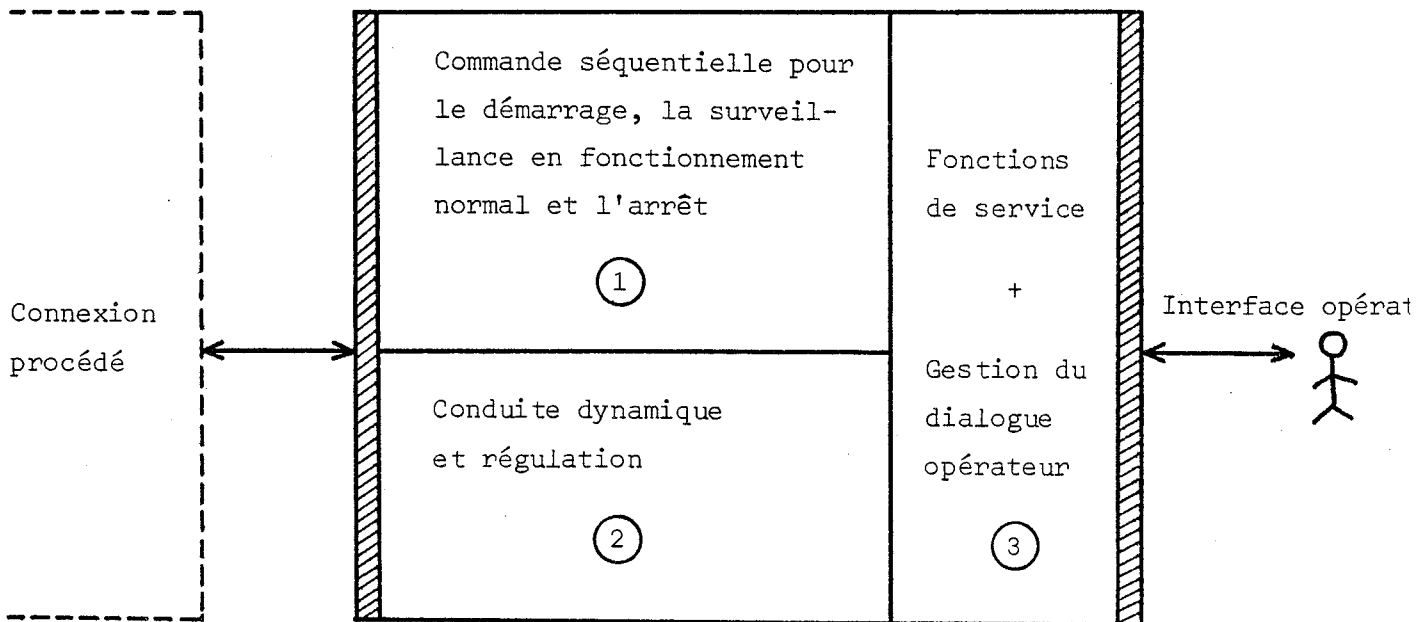 Commande séquentielle pour
le démarrage, la surveil-
lance en fonctionnement
normal et l'arrêt
1
Fonctions
de service
+
Gestion du
dialogue
opérateur
3
Connexion
procédé
Interface opérat
Conduite dynamique
et régulation
2